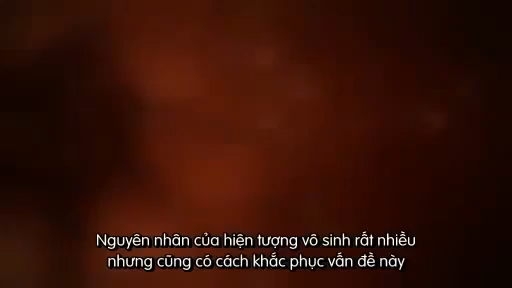 Nguyên nhân của hiện tượng vô sinh rất nhiều
nhưng cũng có cách khắc phục vấn đề này